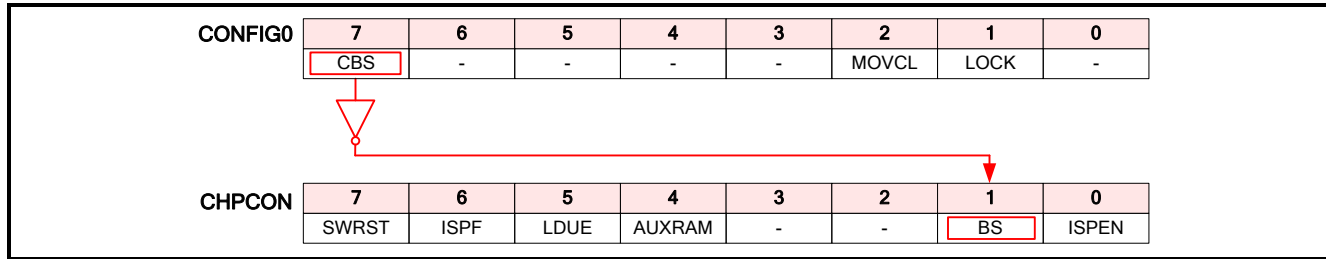 CONFIG0 7 6 5 4 3 2 1 0
CBS - - - - MOVCL LOCK -
CHPCON 7 6 5 4 3 2 1 0
SWRST ISPF LDUE AUXRAM - - BS ISPEN